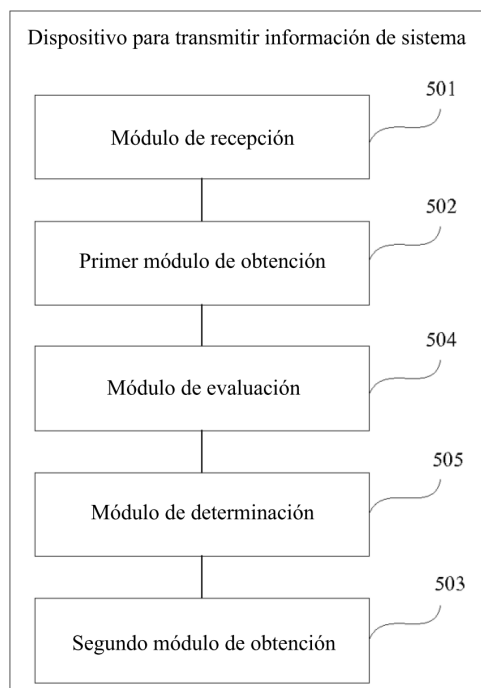 Dispositivo para transmitir información de sistema
501
Módulo de recepción
502
Primer módulo de obtención
504
Módulo de evaluación
505
Módulo de determinación
503
Segundo módulo de obtención